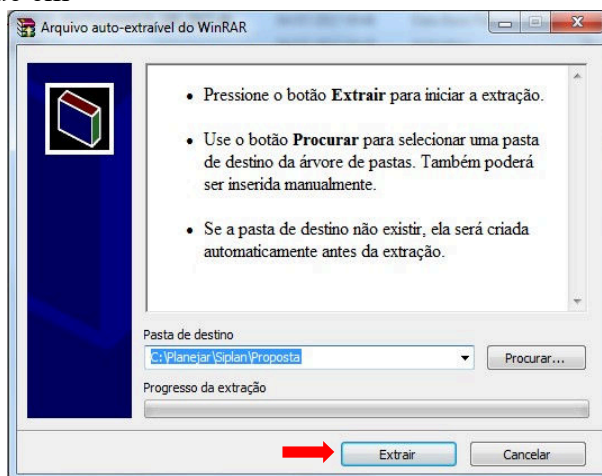 Arquivo auto-extraível do WinRAR
• Pressione o botão Extrair para iniciar a extração.
• Use o botão Procurar para selecionar uma pasta
de destino da árvore de pastas. Também poderá
ser inserida manualmente.
• Se a pasta de destino não existir, ela será criada
automaticamente antes da extração.
Pasta de destino
C:\Planejar\Siplan\Proposta
Procurar...
Progresso da extração
Extrair
Cancelar